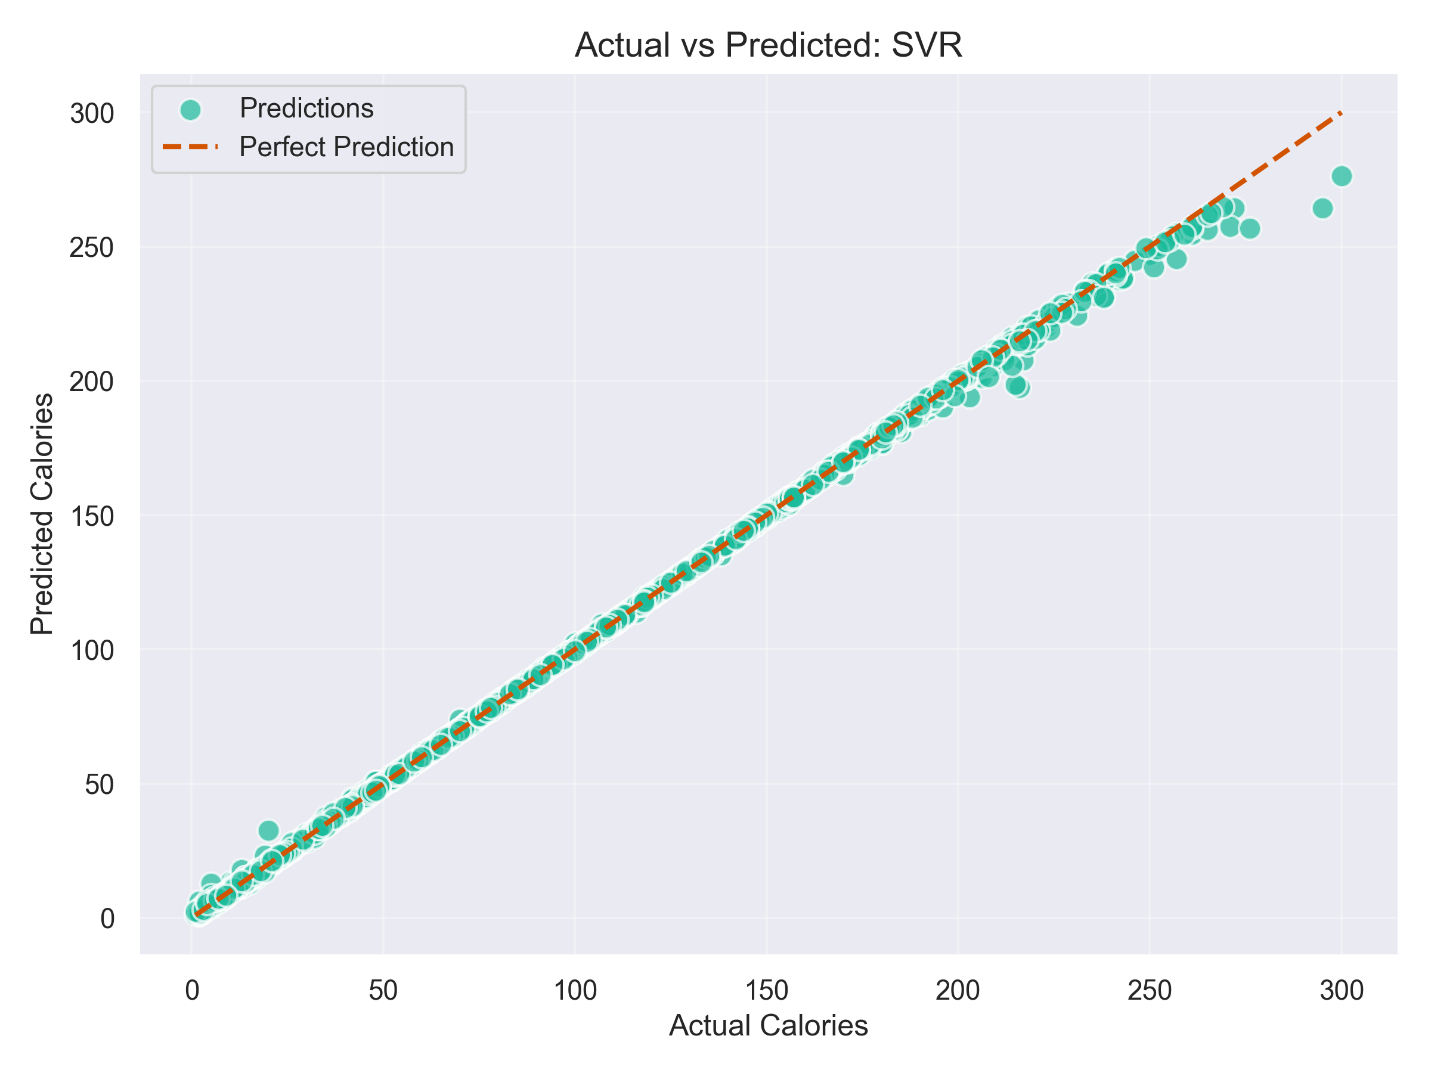 Actual vs Predicted: SVR
Predictions
Perfect Prediction
300
250
200
150
100
50
0
Predicted Calories
0 50 100 150 200 250 300
Actual Calories